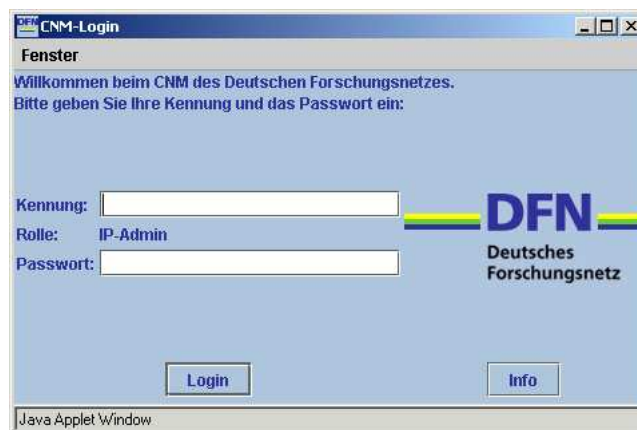 DFN CNM-Login
Fenster
Willkommen beim CNM des Deutschen Forschungsnetzes.
Bitte geben Sie Ihre Kennung und das Passwort ein:
Kennung:
Rolle: IP-Admin
Passwort:
DFN
Deutsches
Forschungsnetz
Login Info
Java Applet Window